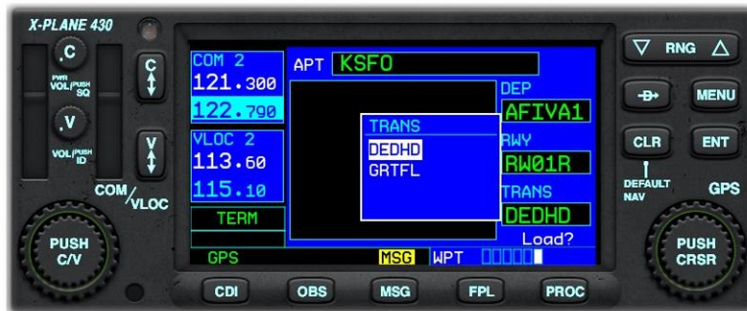 X-PLANE 430
.C
PWR
VOL/PUSH
SQ
.V
VOL/PUSH
ID
C
V
COM/VLOC
PUSH
C/V
COM 2
121.300
122.790
VLOC 2
113.60
115.10
TERM
GPS
APT KSFO
TRANS
DEDHD
GRTFL
DEP
AFIVA1
RWY
RW01R
TRANS
DEDHD
Load?
MSG WPT
RNG
D
MENU
CLR
ENT
DEFAULT
NAV
GPS
PUSH
CRSR
CDI
OBS
MSG
FPL
PROC